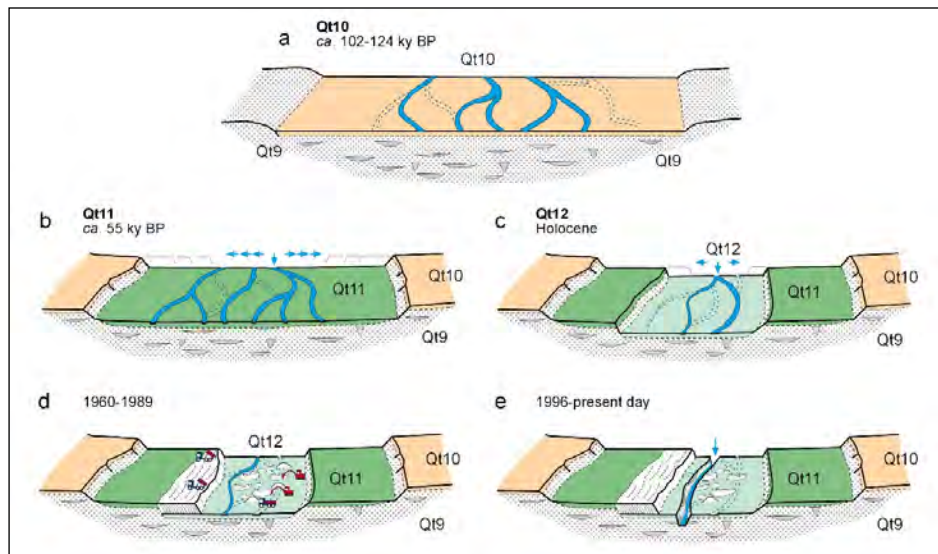 a
Qt10
ca. 102-124 ky BP
Qt10
Qt9
Qt9
b
Qt11
ca. 55 ky BP
Qt11
Qt10
Qt9
c
Qt12
Holocene
Qt12
Qt11
Qt10
Qt9
d
1960-1989
Qt12
Qt11
Qt10
Qt9
e
1996-present day
Qt11
Qt10
Qt9